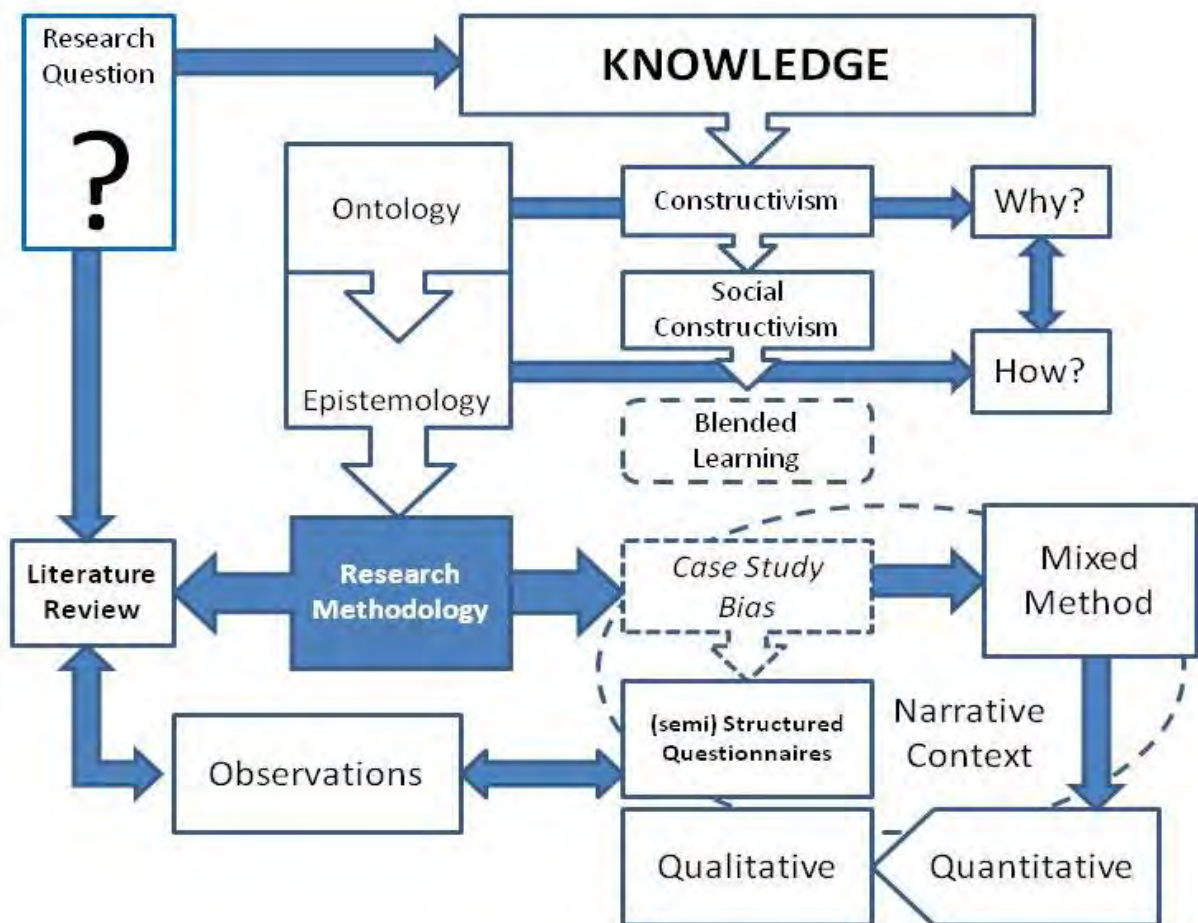 Research
Question
?
KNOWLEDGE
Ontology
Constructivism
Why?
Social
Constructivism
Epistemology
How?
Blended
Learning
Literature
Review
Research
Methodology
Case Study
Bias
Mixed
Method
Observations
(semi) Structured
Questionnaires
Narrative
Context
Qualitative
Quantitative